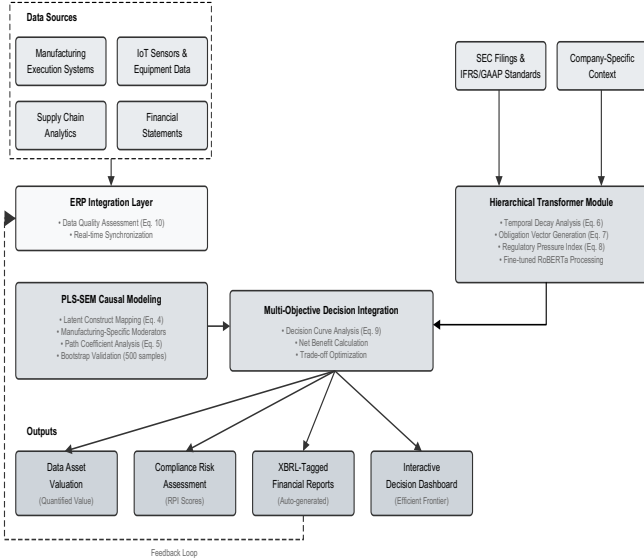 Data Sources
Manufacturing
Execution Systems
IoT Sensors &
Equipment Data
Supply Chain
Analytics
Financial
Statements
SEC Filings &
IFRS/GAAP Standards
Company-Specific
Context
ERP Integration Layer
• Data Quality Assessment (Eq. 10)
• Real-time Synchronization
Hierarchical Transformer Module
• Temporal Decay Analysis (Eq. 6)
• Obligation Vector Generation (Eq. 7)
• Regulatory Pressure Index (Eq. 8)
• Fine-tuned RoBERTa Processing
PLS-SEM Causal Modeling
• Latent Construct Mapping (Eq. 4)
• Manufacturing-Specific Moderators
• Path Coefficient Analysis (Eq. 5)
• Bootstrap Validation (500 samples)
Multi-Objective Decision Integration
• Decision Curve Analysis (Eq. 9)
• Net Benefit Calculation
• Trade-off Optimization
Outputs
Data Asset
Valuation
(Quantified Value)
Compliance Risk
Assessment
(RPI Scores)
XBRL-Tagged
Financial Reports
(Auto-generated)
Interactive
Decision Dashboard
(Efficient Frontier)
Feedback Loop